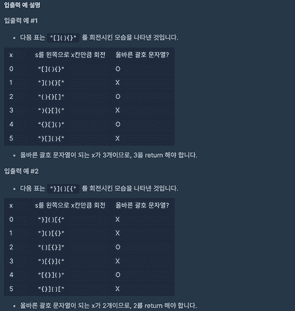 입출력 예 설명
입출력 예 #1
• 다음 표는 "[](){}" 를 회전시킨 모습을 나타낸 것입니다.
x s를 왼쪽으로 x칸만큼 회전 올바른 괄호 문자열?
0 "[](){}" O
1 "](){}[" X
2 "(){}[]" O
3 "){}[](" X
4 "{}[]()" O
5 "}[](){" X
• 올바른 괄호 문자열이 되는 x가 3개이므로, 3을 return 해야 합니다.
입출력 예 #2
• 다음 표는 "}]()[{" 를 회전시킨 모습을 나타낸 것입니다.
x s를 왼쪽으로 x칸만큼 회전 올바른 괄호 문자열?
0 "}]()[{" X
1 "]()[{}" X
2 "()[{}]" O
3 ")[{}](" X
4 "[{}]()" O
5 "{}]()[" X
• 올바른 괄호 문자열이 되는 x가 2개이므로, 2를 return 해야 합니다.